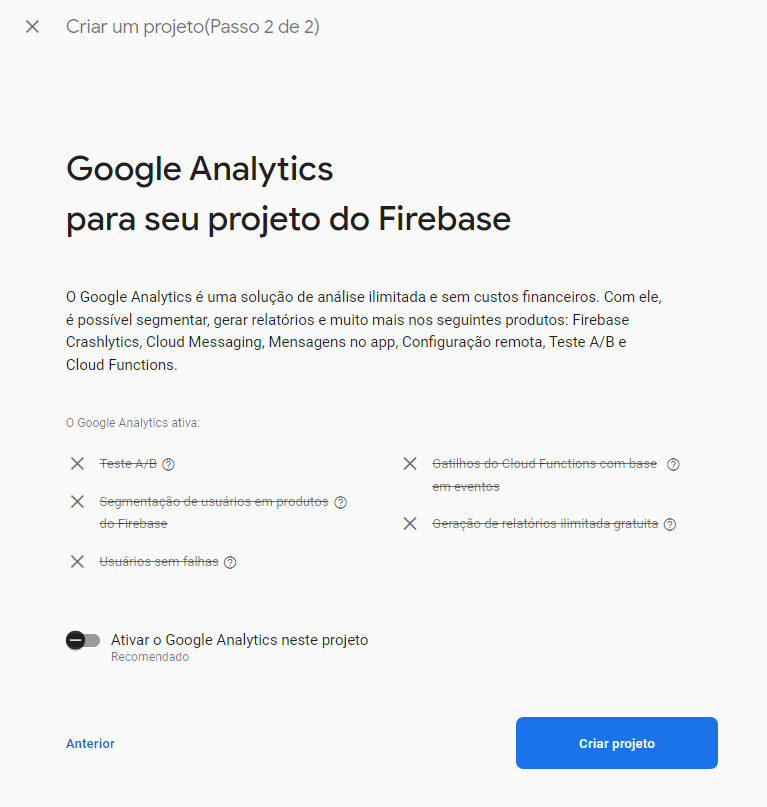 Criar um projeto(Passo 2 de 2)
Google Analytics
para seu projeto do Firebase
O Google Analytics é uma solução de análise ilimitada e sem custos financeiros. Com ele,
é possível segmentar, gerar relatórios e muito mais nos seguintes produtos: Firebase
Crashlytics, Cloud Messaging, Mensagens no app, Configuração remota, Teste A/B e
Cloud Functions.
O Google Analytics ativa:
Teste A/B
Segmentação de usuários em produtos
do Firebase
Usuários sem falhas
Gatilhos do Cloud Functions com base
em eventos
Geração de relatórios ilimitada gratuita
Ativar o Google Analytics neste projeto
Recomendado
Anterior
Criar projeto